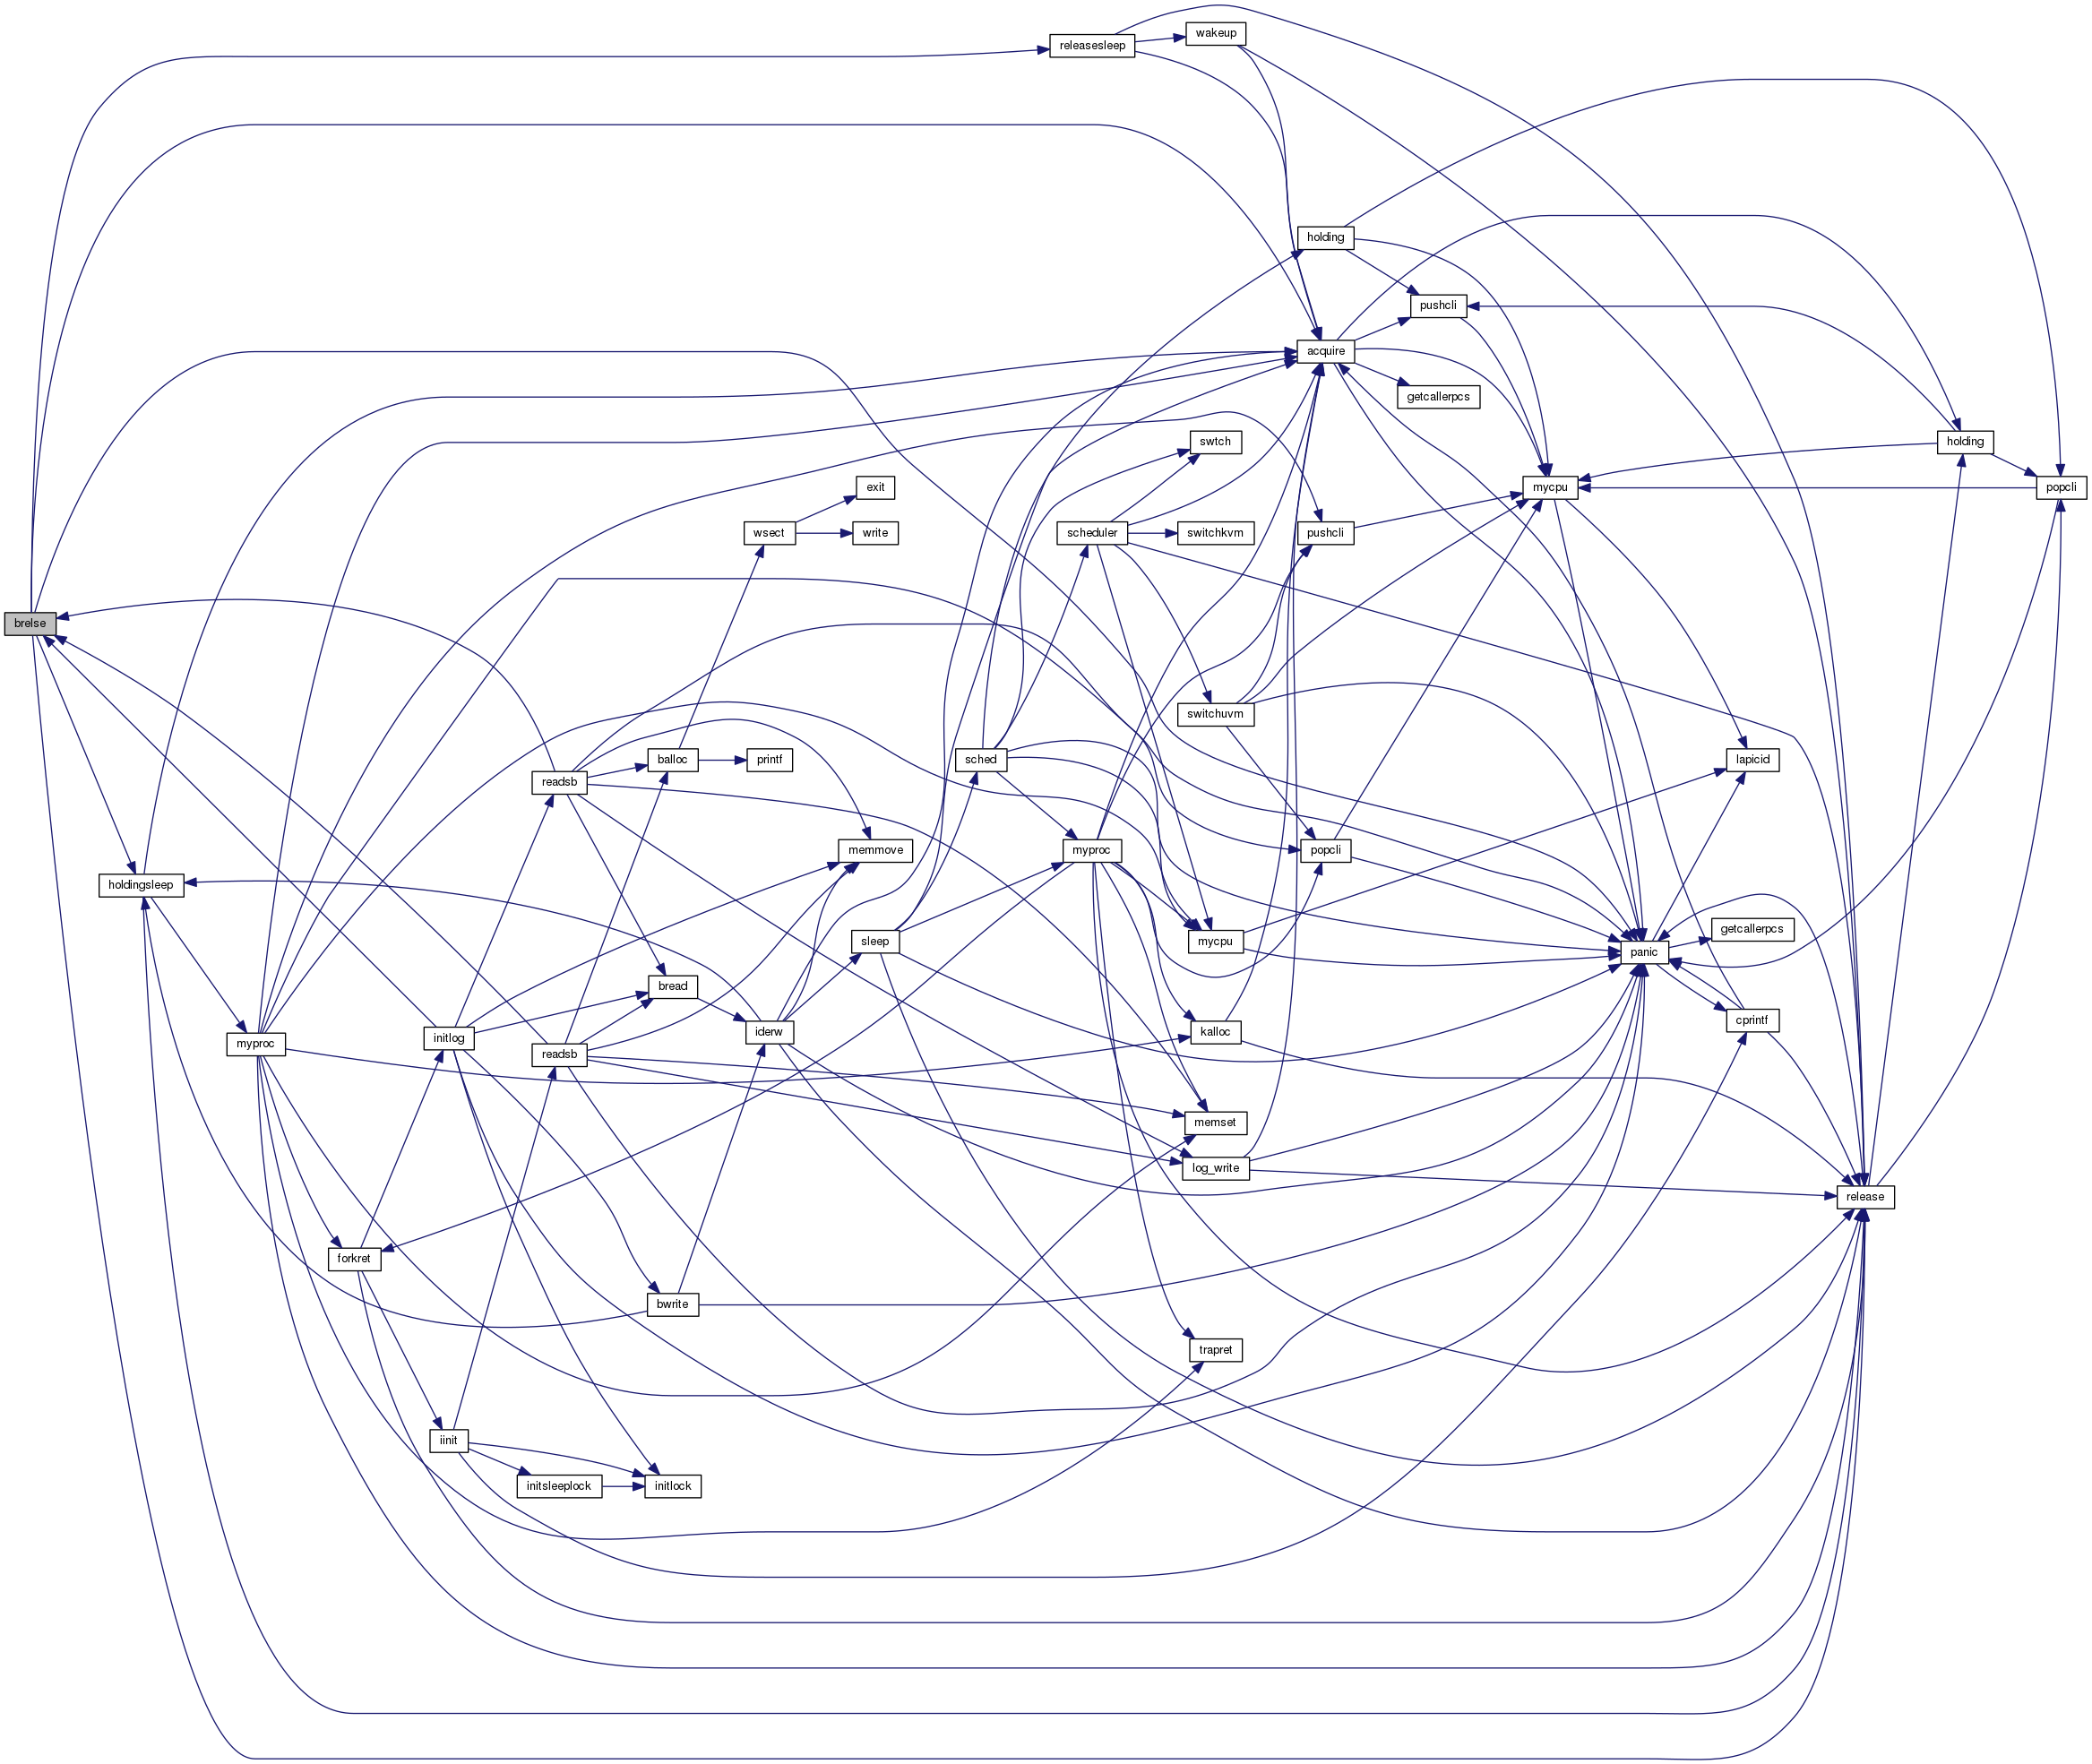 releasesleep
wakeup
holding
pushcli
acquire
getcallerpcs
swtch
holding
exit
mycpu
popcli
wsect
write
scheduler
switchkvm
pushcli
brelse
switchuvm
balloc
printf
sched
lapicid
readsb
memmove
myproc
popcli
holdingsleep
sleep
mycpu
getcallerpcs
panic
bread
initlog
iderw
kalloc
cprintf
myproc
readsb
memset
log_write
release
forkret
bwrite
trapret
iinit
initsleeplock
initlock